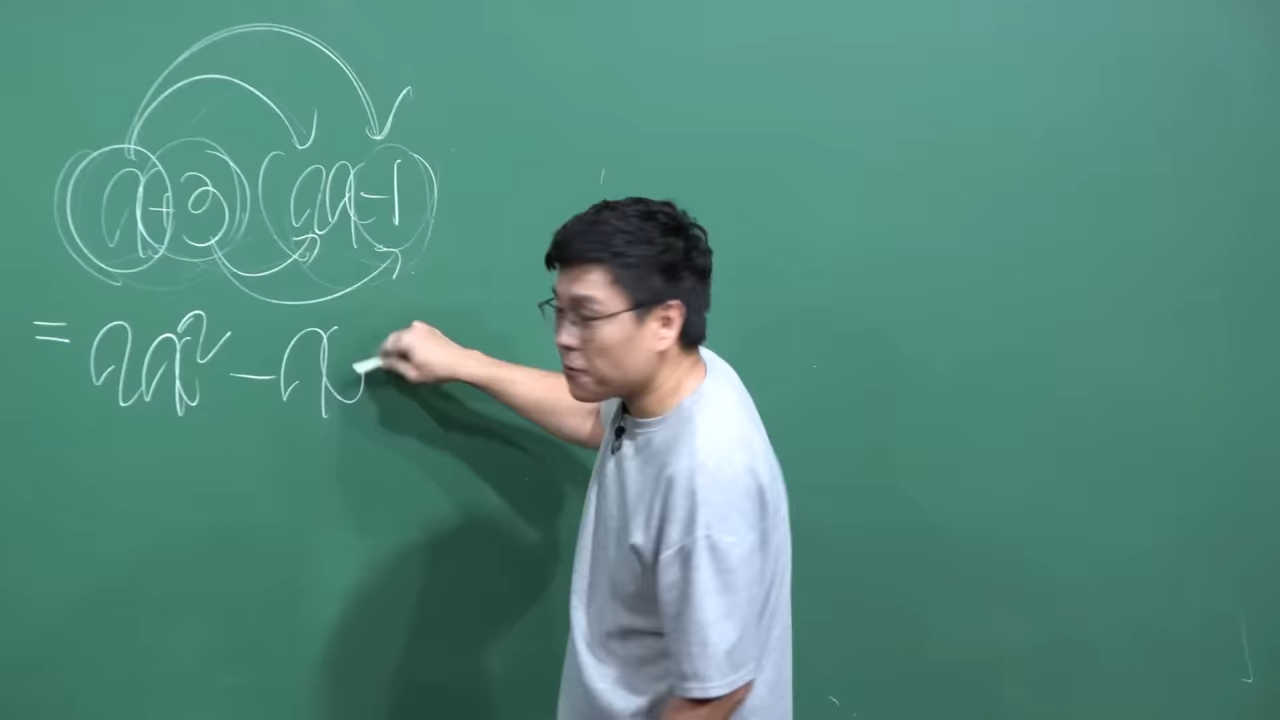 (x+3)(2x-1)
= 2x² - x